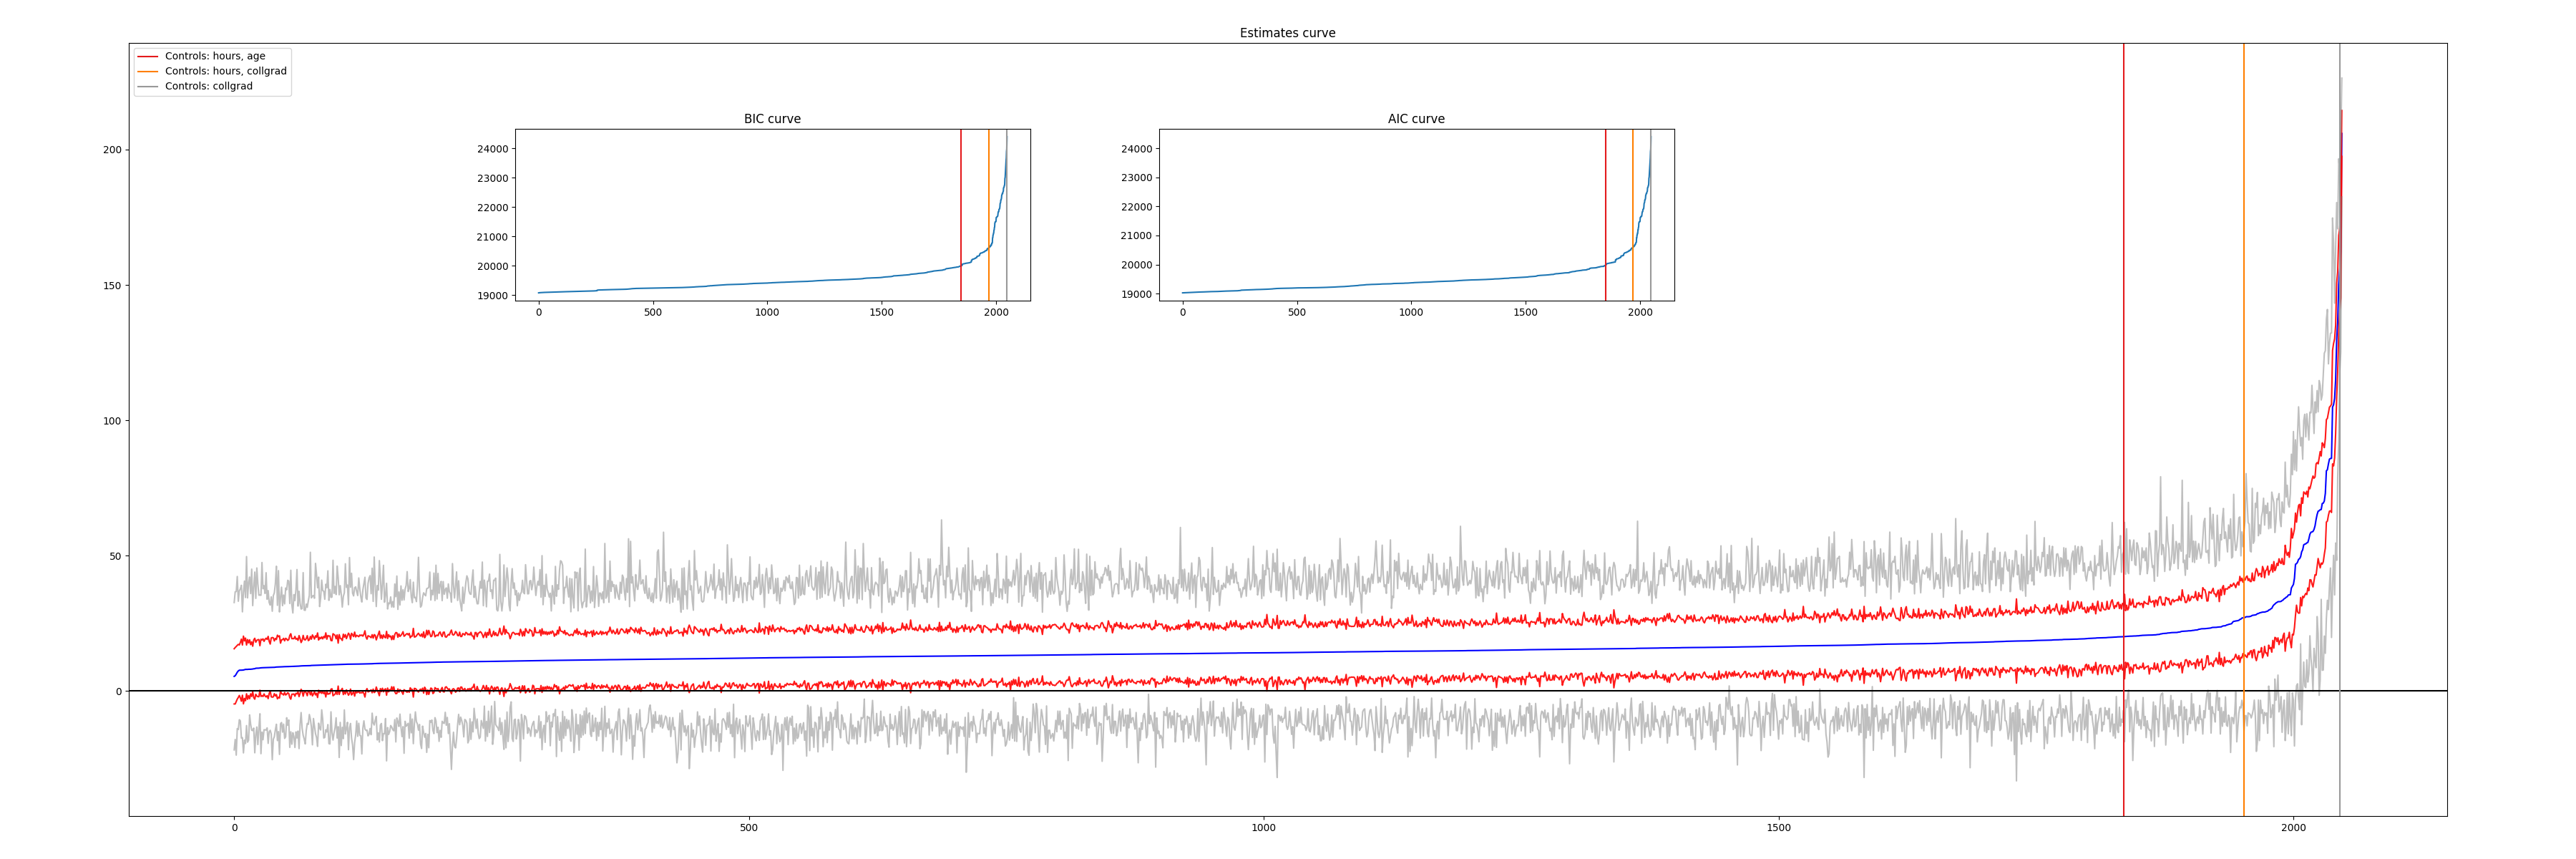 Estimates curve
Controls: hours, age
Controls: hours, collgrad
Controls: collgrad
BIC curve
24000
23000
22000
21000
20000
19000
0 500 1000 1500 2000
AIC curve
24000
23000
22000
21000
20000
19000
0 500 1000 1500 2000
200
150
100
50
0
0 500 1000 1500 2000